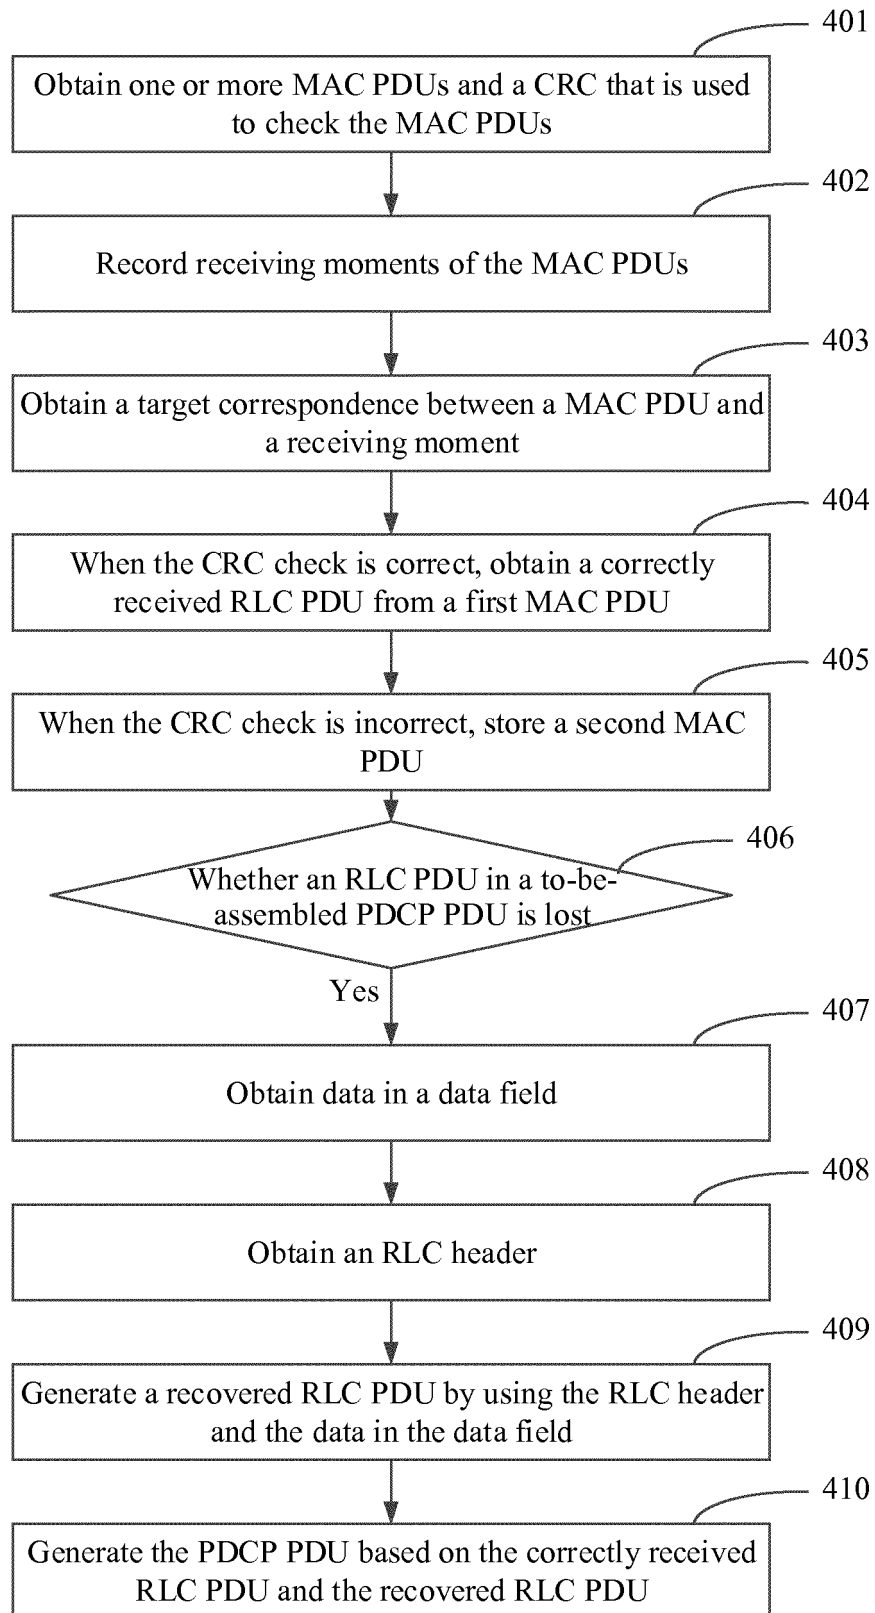 401
Obtain one or more MAC PDUs and a CRC that is used
to check the MAC PDUs
402
Record receiving moments of the MAC PDUs
403
Obtain a target correspondence between a MAC PDU and
a receiving moment
404
When the CRC check is correct, obtain a correctly
received RLC PDU from a first MAC PDU
405
When the CRC check is incorrect, store a second MAC
PDU
406
Whether an RLC PDU in a to-be-
assembled PDCP PDU is lost
Yes
407
Obtain data in a data field
408
Obtain an RLC header
409
Generate a recovered RLC PDU by using the RLC header
and the data in the data field
410
Generate the PDCP PDU based on the correctly received
RLC PDU and the recovered RLC PDU